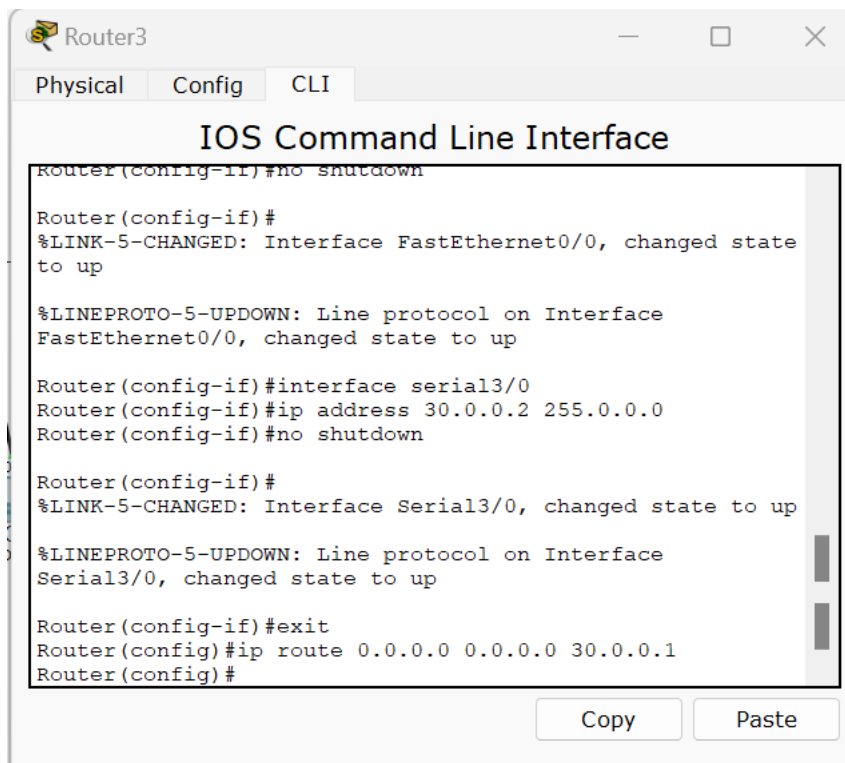 Router3
Physical Config CLI
IOS Command Line Interface
Router(config-if)#no shutdown
Router(config-if)#
%LINK-5-CHANGED: Interface FastEthernet0/0, changed state
to up
%LINEPROTO-5-UPDOWN: Line protocol on Interface
FastEthernet0/0, changed state to up
Router(config-if)#interface serial3/0
Router(config-if)#ip address 30.0.0.2 255.0.0.0
Router(config-if)#no shutdown
Router(config-if)#
%LINK-5-CHANGED: Interface Serial3/0, changed state to up
%LINEPROTO-5-UPDOWN: Line protocol on Interface
Serial3/0, changed state to up
Router(config-if)#exit
Router(config)#ip route 0.0.0.0 0.0.0.0 30.0.0.1
Router(config)#
Copy Paste